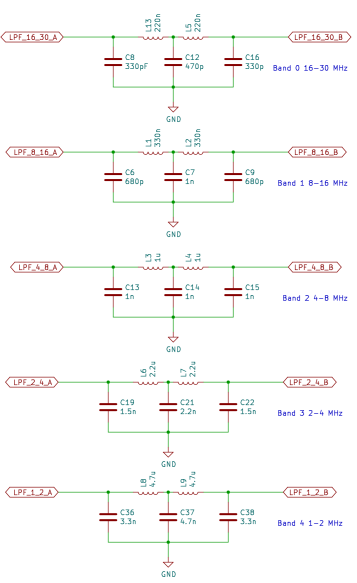 L13 220n
L5 220n
LPF_16_30_A
LPF_16_30_B
C8
330pF
C12
470p
C16
330p
Band 0 16-30 MHz
GND
L1 330n
L2 330n
LPF_8_16_A
LPF_8_16_B
C6
680p
C7
1n
C9
680p
Band 1 8-16 MHz
GND
L3 1u
L4 1u
LPF_4_8_A
LPF_4_8_B
C13
1n
C14
1n
C15
1n
Band 2 4-8 MHz
GND
L6 2.2u
L7 2.2u
LPF_2_4_A
LPF_2_4_B
C19
1.5n
C21
2.2n
C22
1.5n
Band 3 2-4 MHz
GND
L8 4.7u
L9 4.7u
LPF_1_2_A
LPF_1_2_B
C36
3.3n
C37
4.7n
C38
3.3n
Band 4 1-2 MHz
GND